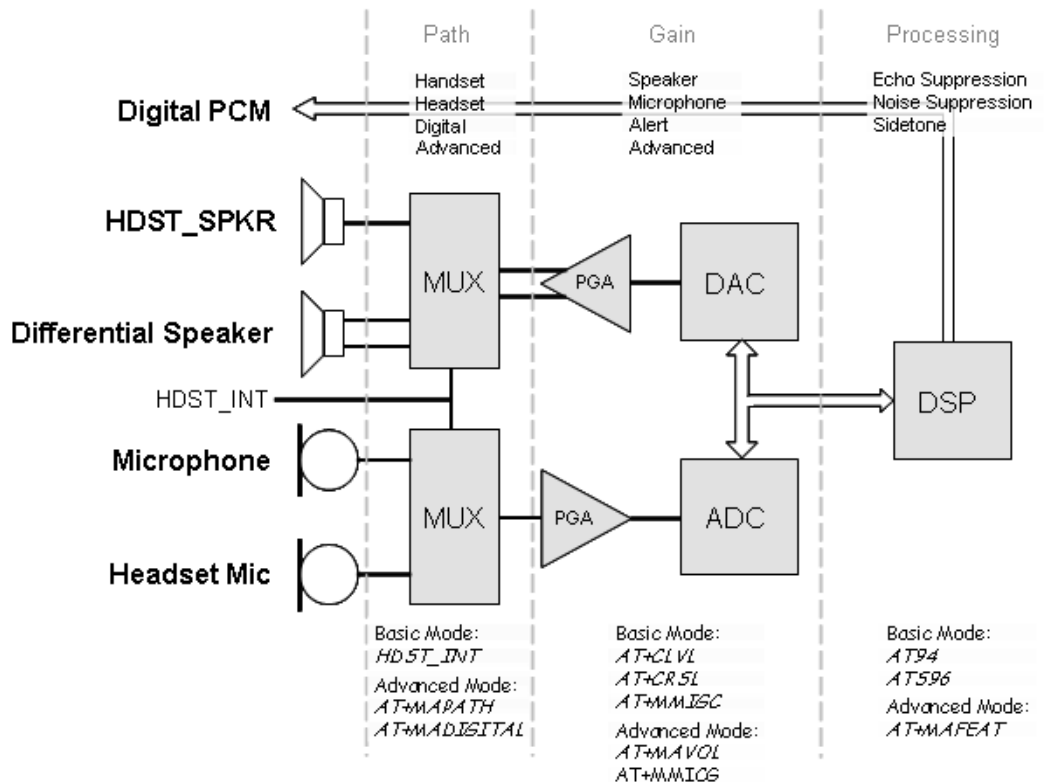 Path
Gain
Processing
Handset
Headset
Digital
Advanced
Speaker
Microphone
Alert
Advanced
Echo Suppression
Noise Suppression
Sidetone
Digital PCM
HDST_SPKR
MUX
PGA
DAC
Differential Speaker
HDST_INT
DSP
Microphone
MUX
PGA
ADC
Headset Mic
Basic Mode:
HDST_INT
Advanced Mode:
AT+MAPATH
AT+MADIGITAL
Basic Mode:
AT+CLVL
AT+CRSL
AT+MMIGC
Advanced Mode:
AT+MAVOL
AT+MMICG
Basic Mode:
AT94
ATS96
Advanced Mode:
AT+MAFEAT